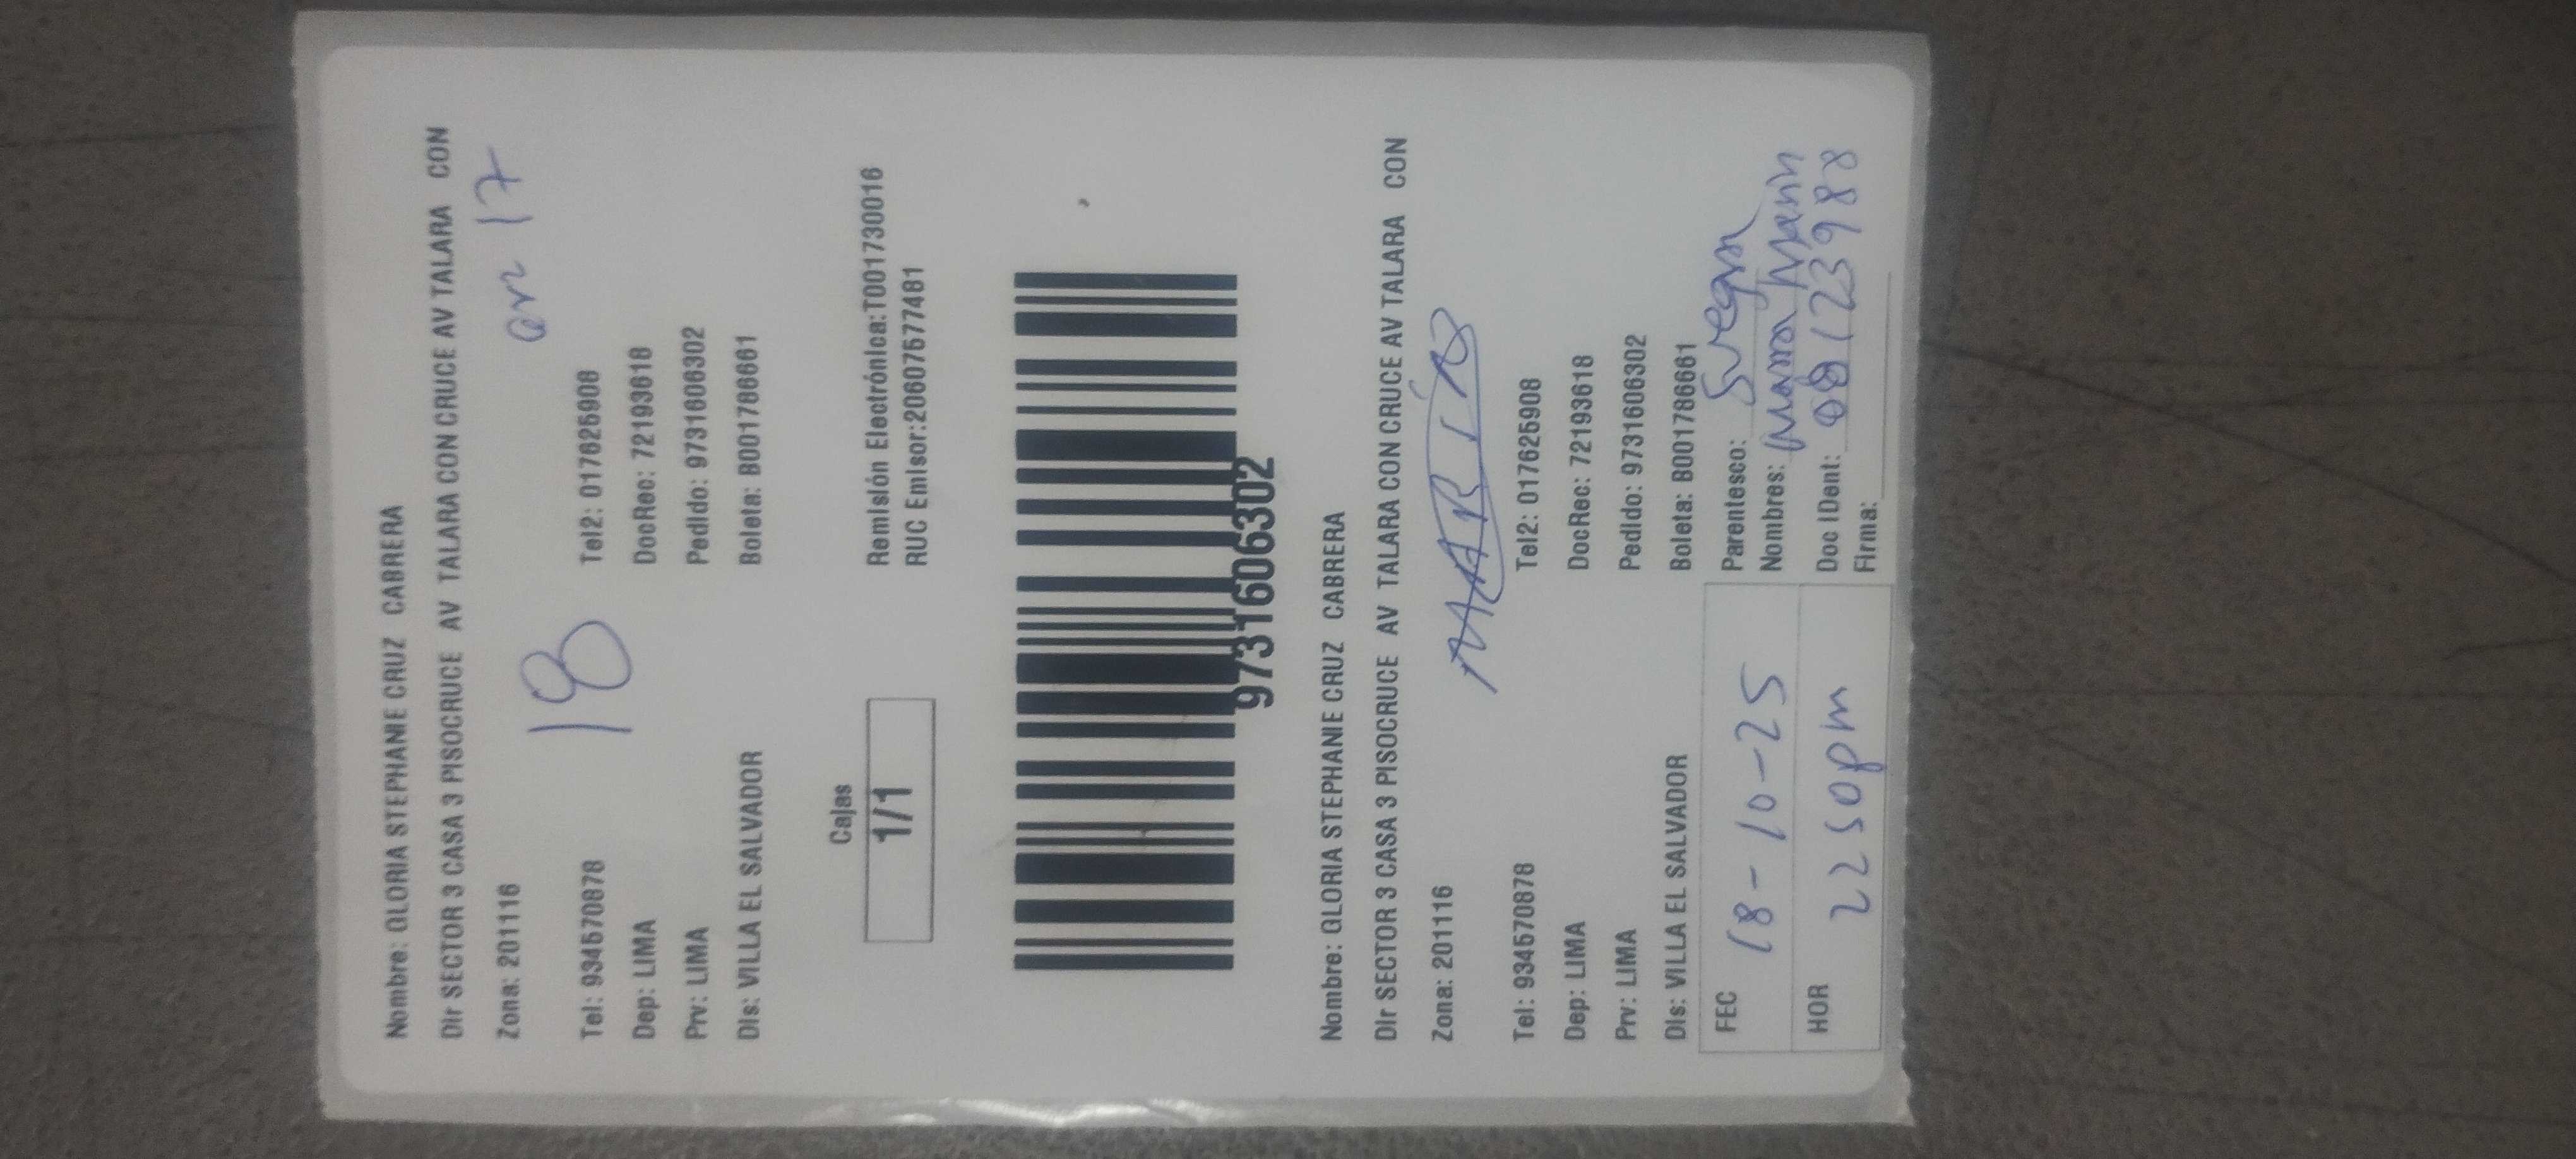 Nombre: GLORIA STEPHANIE CRUZ CABRERA
Dir SECTOR 3 CASA 3 PISOCRUCE AV TALARA CON CRUCE AV TALARA CON
Zona: 201116 or 17
18
Tel: 934570878 Tel2: 017625908
Dep: LIMA DocRec: 72193618
Prv: LIMA Pedido: 9731606302
Dis: VILLA EL SALVADOR Boleta: B001786661
Cajas
1/1
Remisión Electrónica:T001730016
RUC Emisor:20607577481
9731606302
Nombre: GLORIA STEPHANIE CRUZ CABRERA
Dir SECTOR 3 CASA 3 PISOCRUCE AV TALARA CON CRUCE AV TALARA CON
Zona: 201116
Tel: 934570878 Tel2: 017625908
Dep: LIMA DocRec: 72193618
Prv: LIMA Pedido: 9731606302
Dis: VILLA EL SALVADOR Boleta: B001786661
FEC 18-10-25
HOR 2250pm
Parentesco: Suegra
Nombres:
Doc IDent:
Firma: